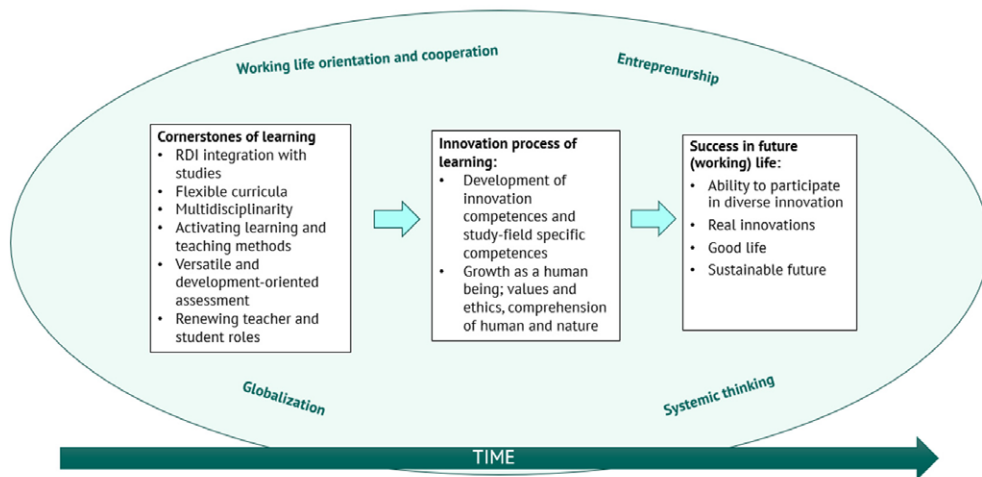 Working life orientation and cooperation
Entreprenurship
Cornerstones of learning
• RDI integration with
studies
• Flexible curricula
• Multidisciplinarity
• Activating learning and
teaching methods
• Versatile and
development-oriented
assessment
• Renewing teacher and
student roles
Innovation process of
learning:
• Development of
innovation
competences and
study-field specific
competences
• Growth as a human
being; values and
ethics, comprehension
of human and nature
Success in future
(working) life:
• Ability to participate
in diverse innovation
• Real innovations
• Good life
• Sustainable future
Globalization
Systemic thinking
TIME